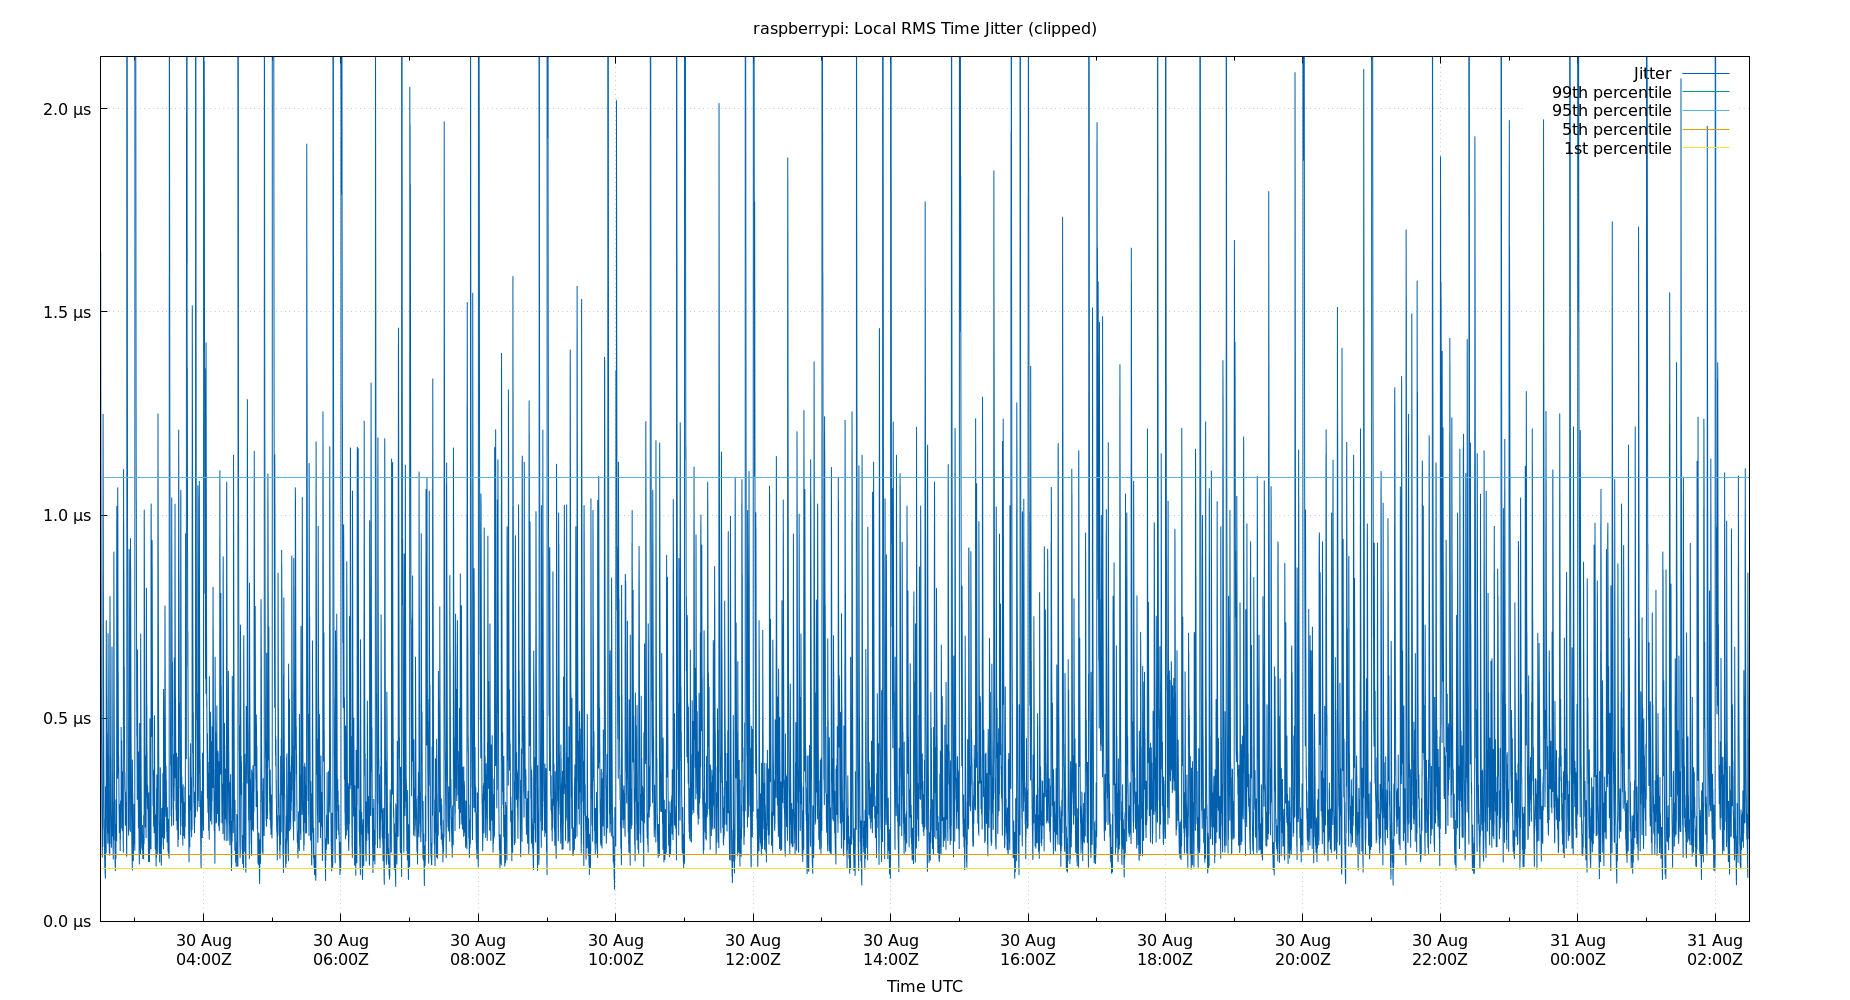 raspberrypi: Local RMS Time Jitter (clipped)
Jitter
99th percentile
95th percentile
5th percentile
1st percentile
2.0 μs
1.5 μs
1.0 μs
0.5 μs
0.0 μs
30 Aug 30 Aug 30 Aug 30 Aug 30 Aug 30 Aug 30 Aug 30 Aug 30 Aug 30 Aug 31 Aug 31 Aug
04:00Z 06:00Z 08:00Z 10:00Z 12:00Z 14:00Z 16:00Z 18:00Z 20:00Z 22:00Z 00:00Z 02:00Z
Time UTC